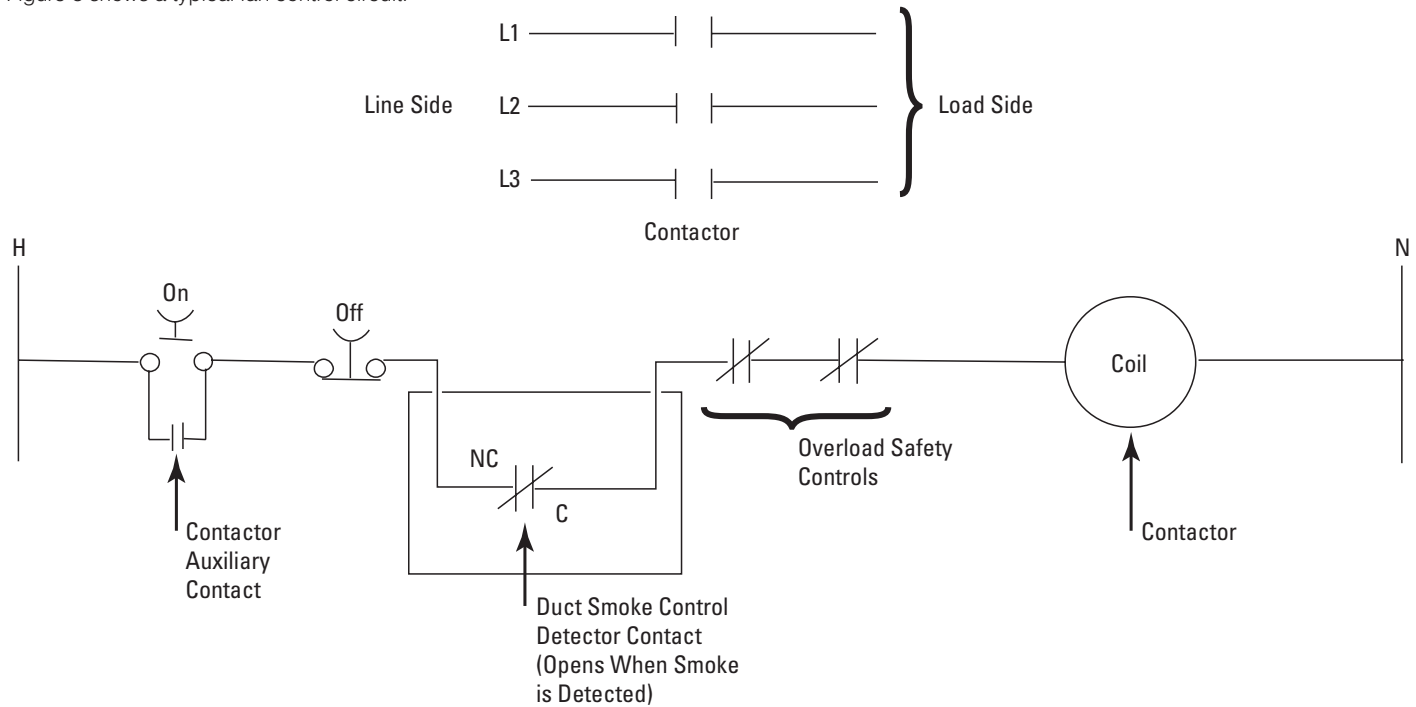 Figure 3 shows a typical fan control circuit.
L1
Line Side
L2
Load Side
L3
Contactor
H
N
On
Off
Coil
NC
C
Overload Safety
Controls
Contactor
Auxiliary
Contact
Contactor
Duct Smoke Control
Detector Contact
(Opens When Smoke
is Detected)